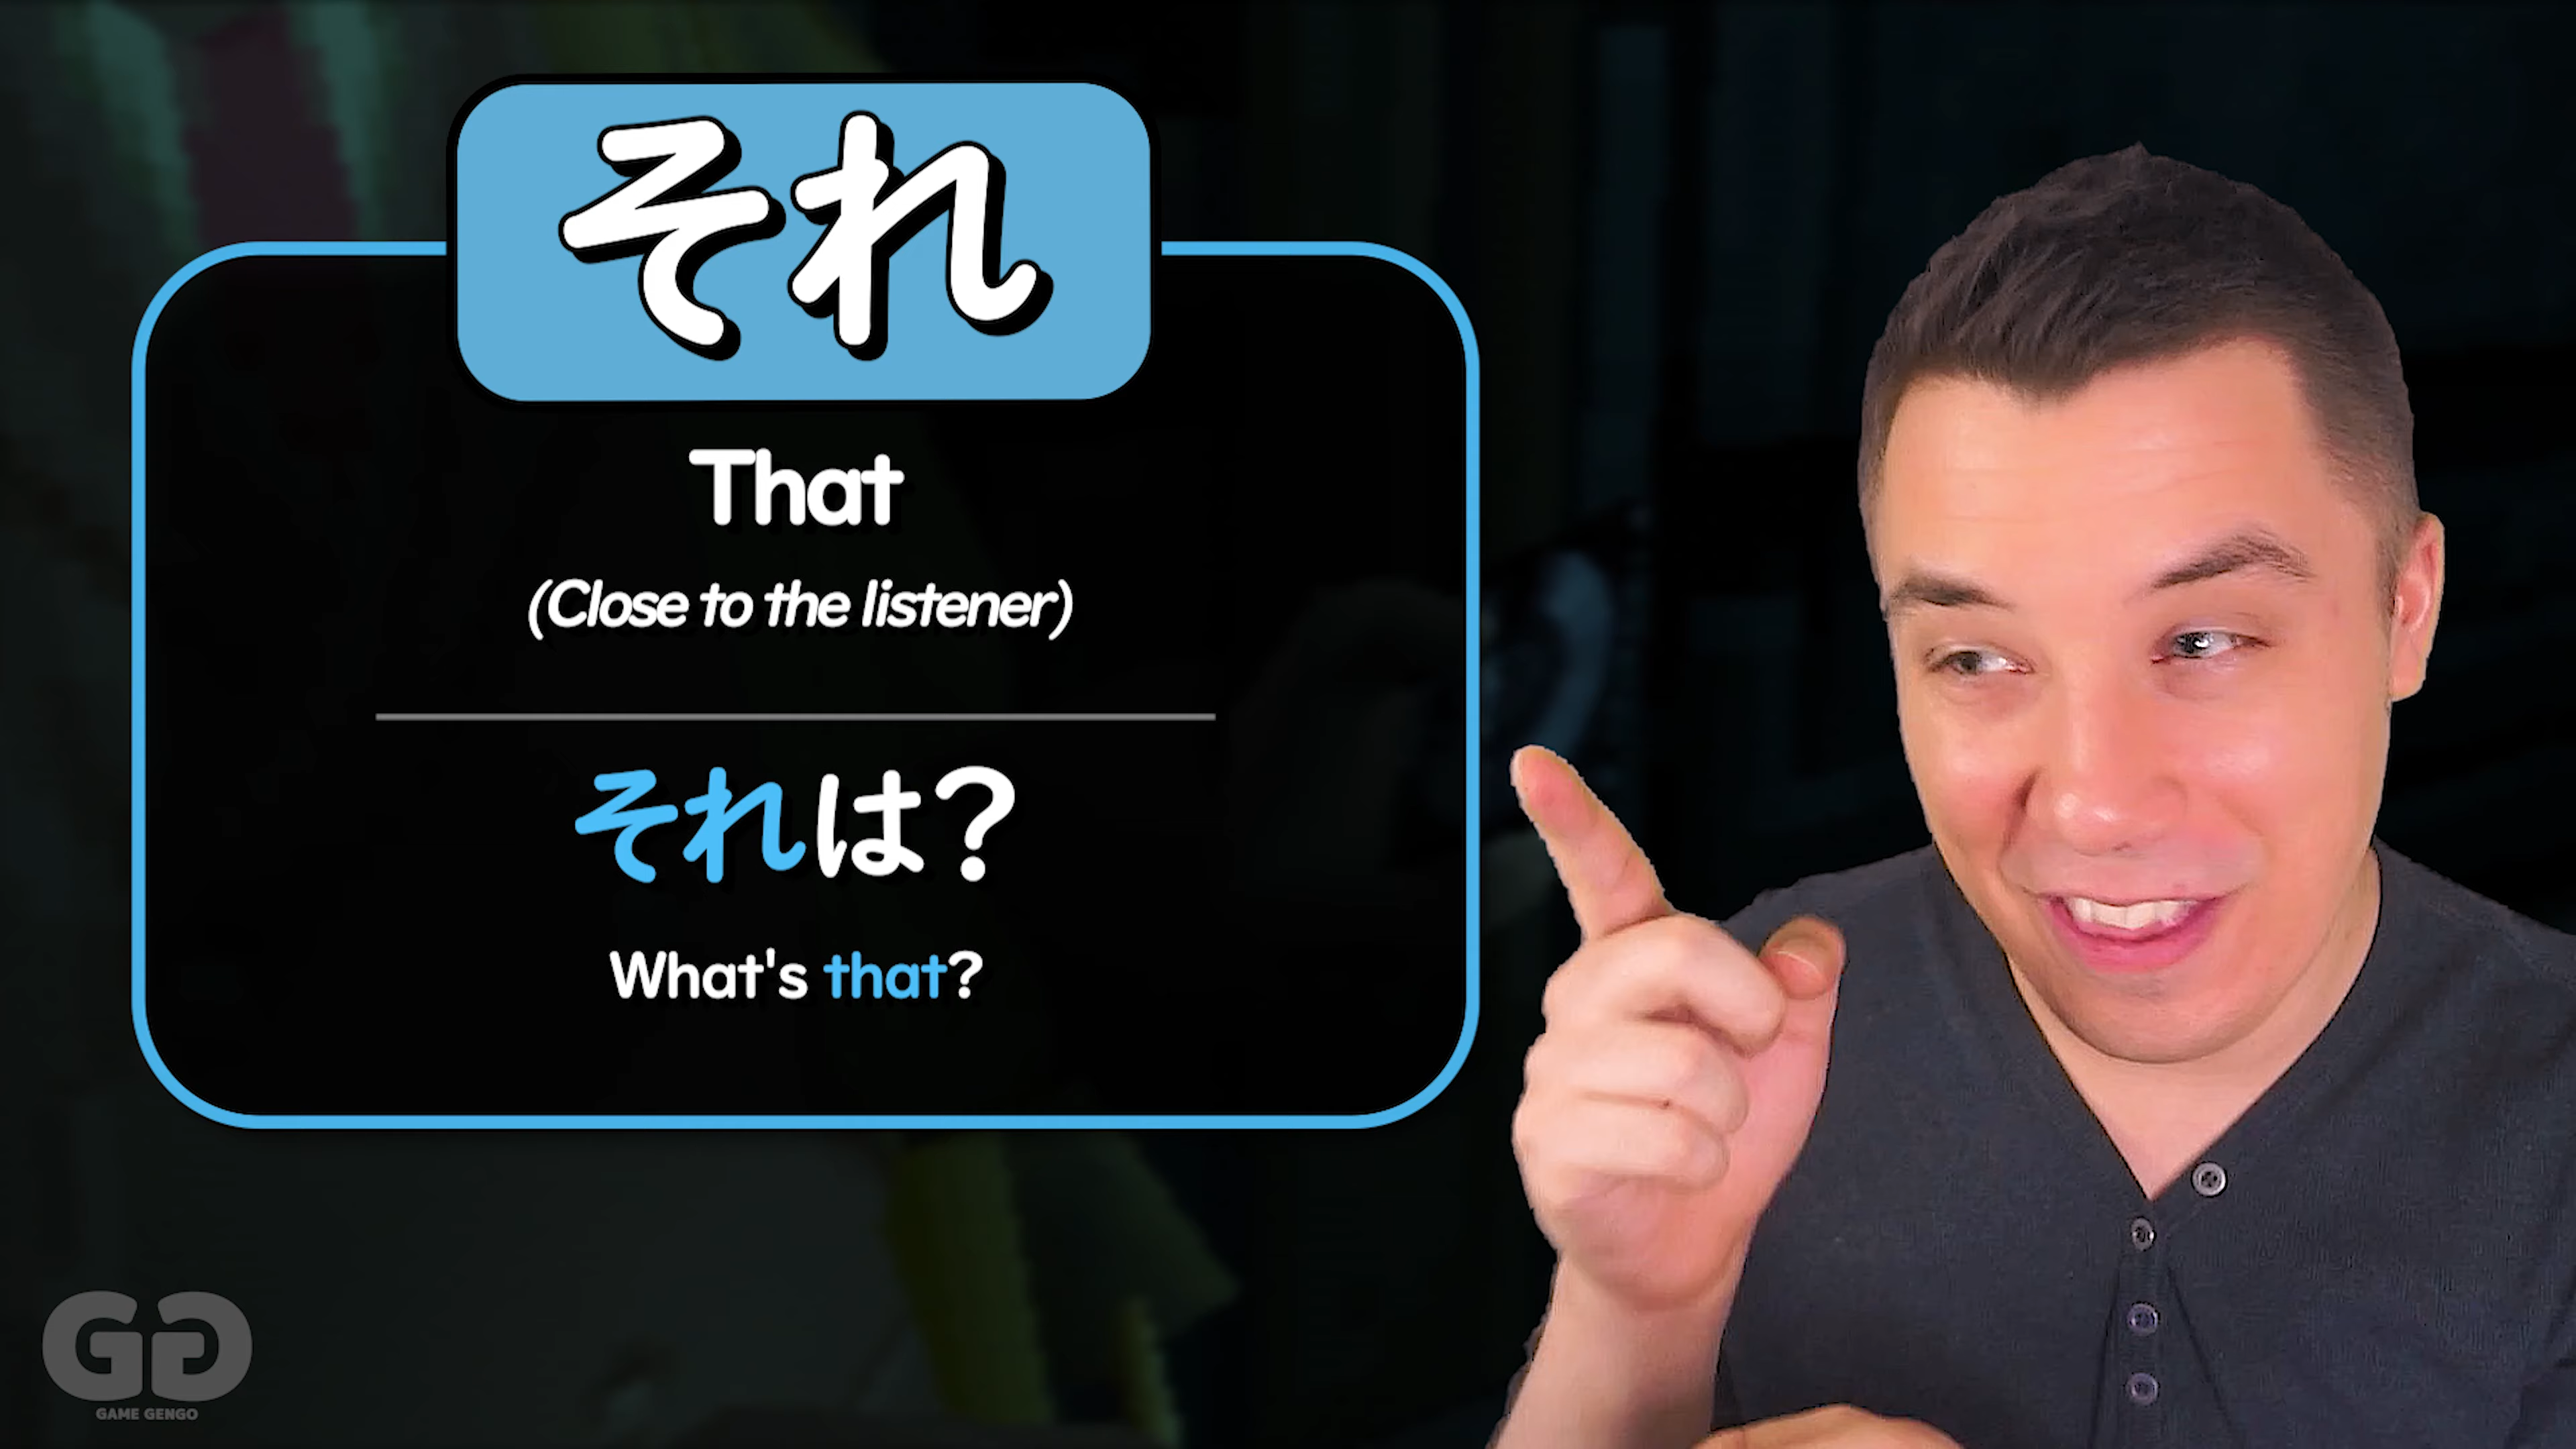 それ
That
(Close to the listener)
それは？
What's that?
GG
GAME GENGO